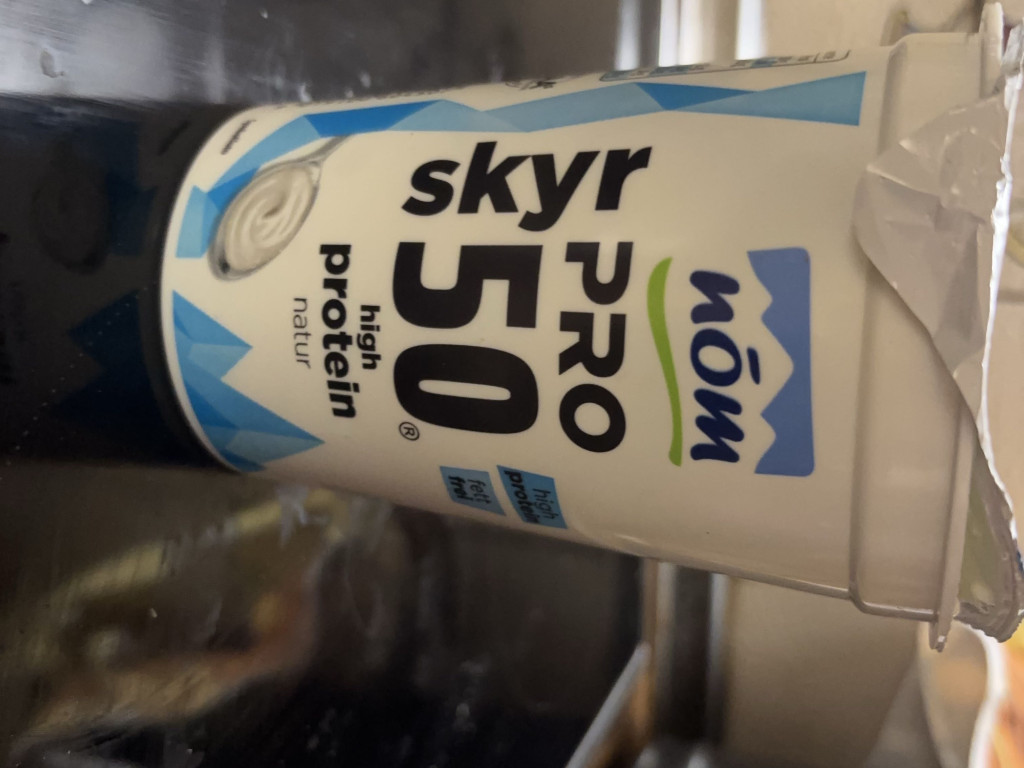 nöm
PRO
skyr 50®
high
protein
natur
high
protein
fett
frei